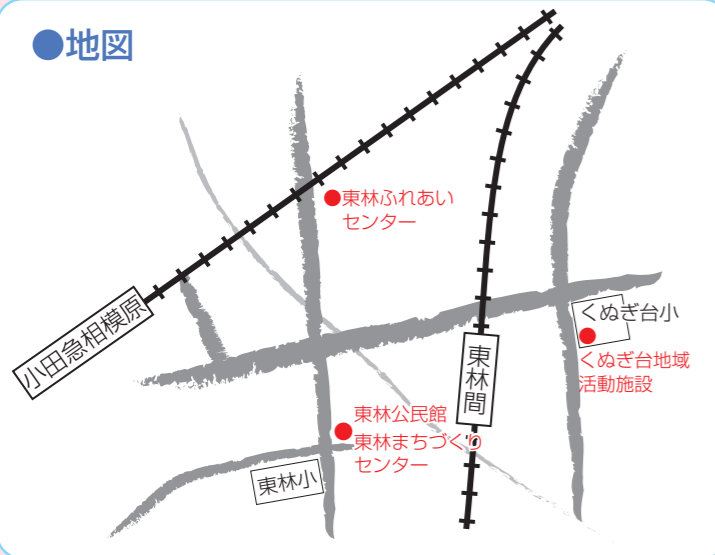 ●地図
東林ふれあい
センター
小田急相模原
くぬぎ台小
くぬぎ台地域
活動施設
東林間
東林公民館
東林まちづくり
センター
東林小